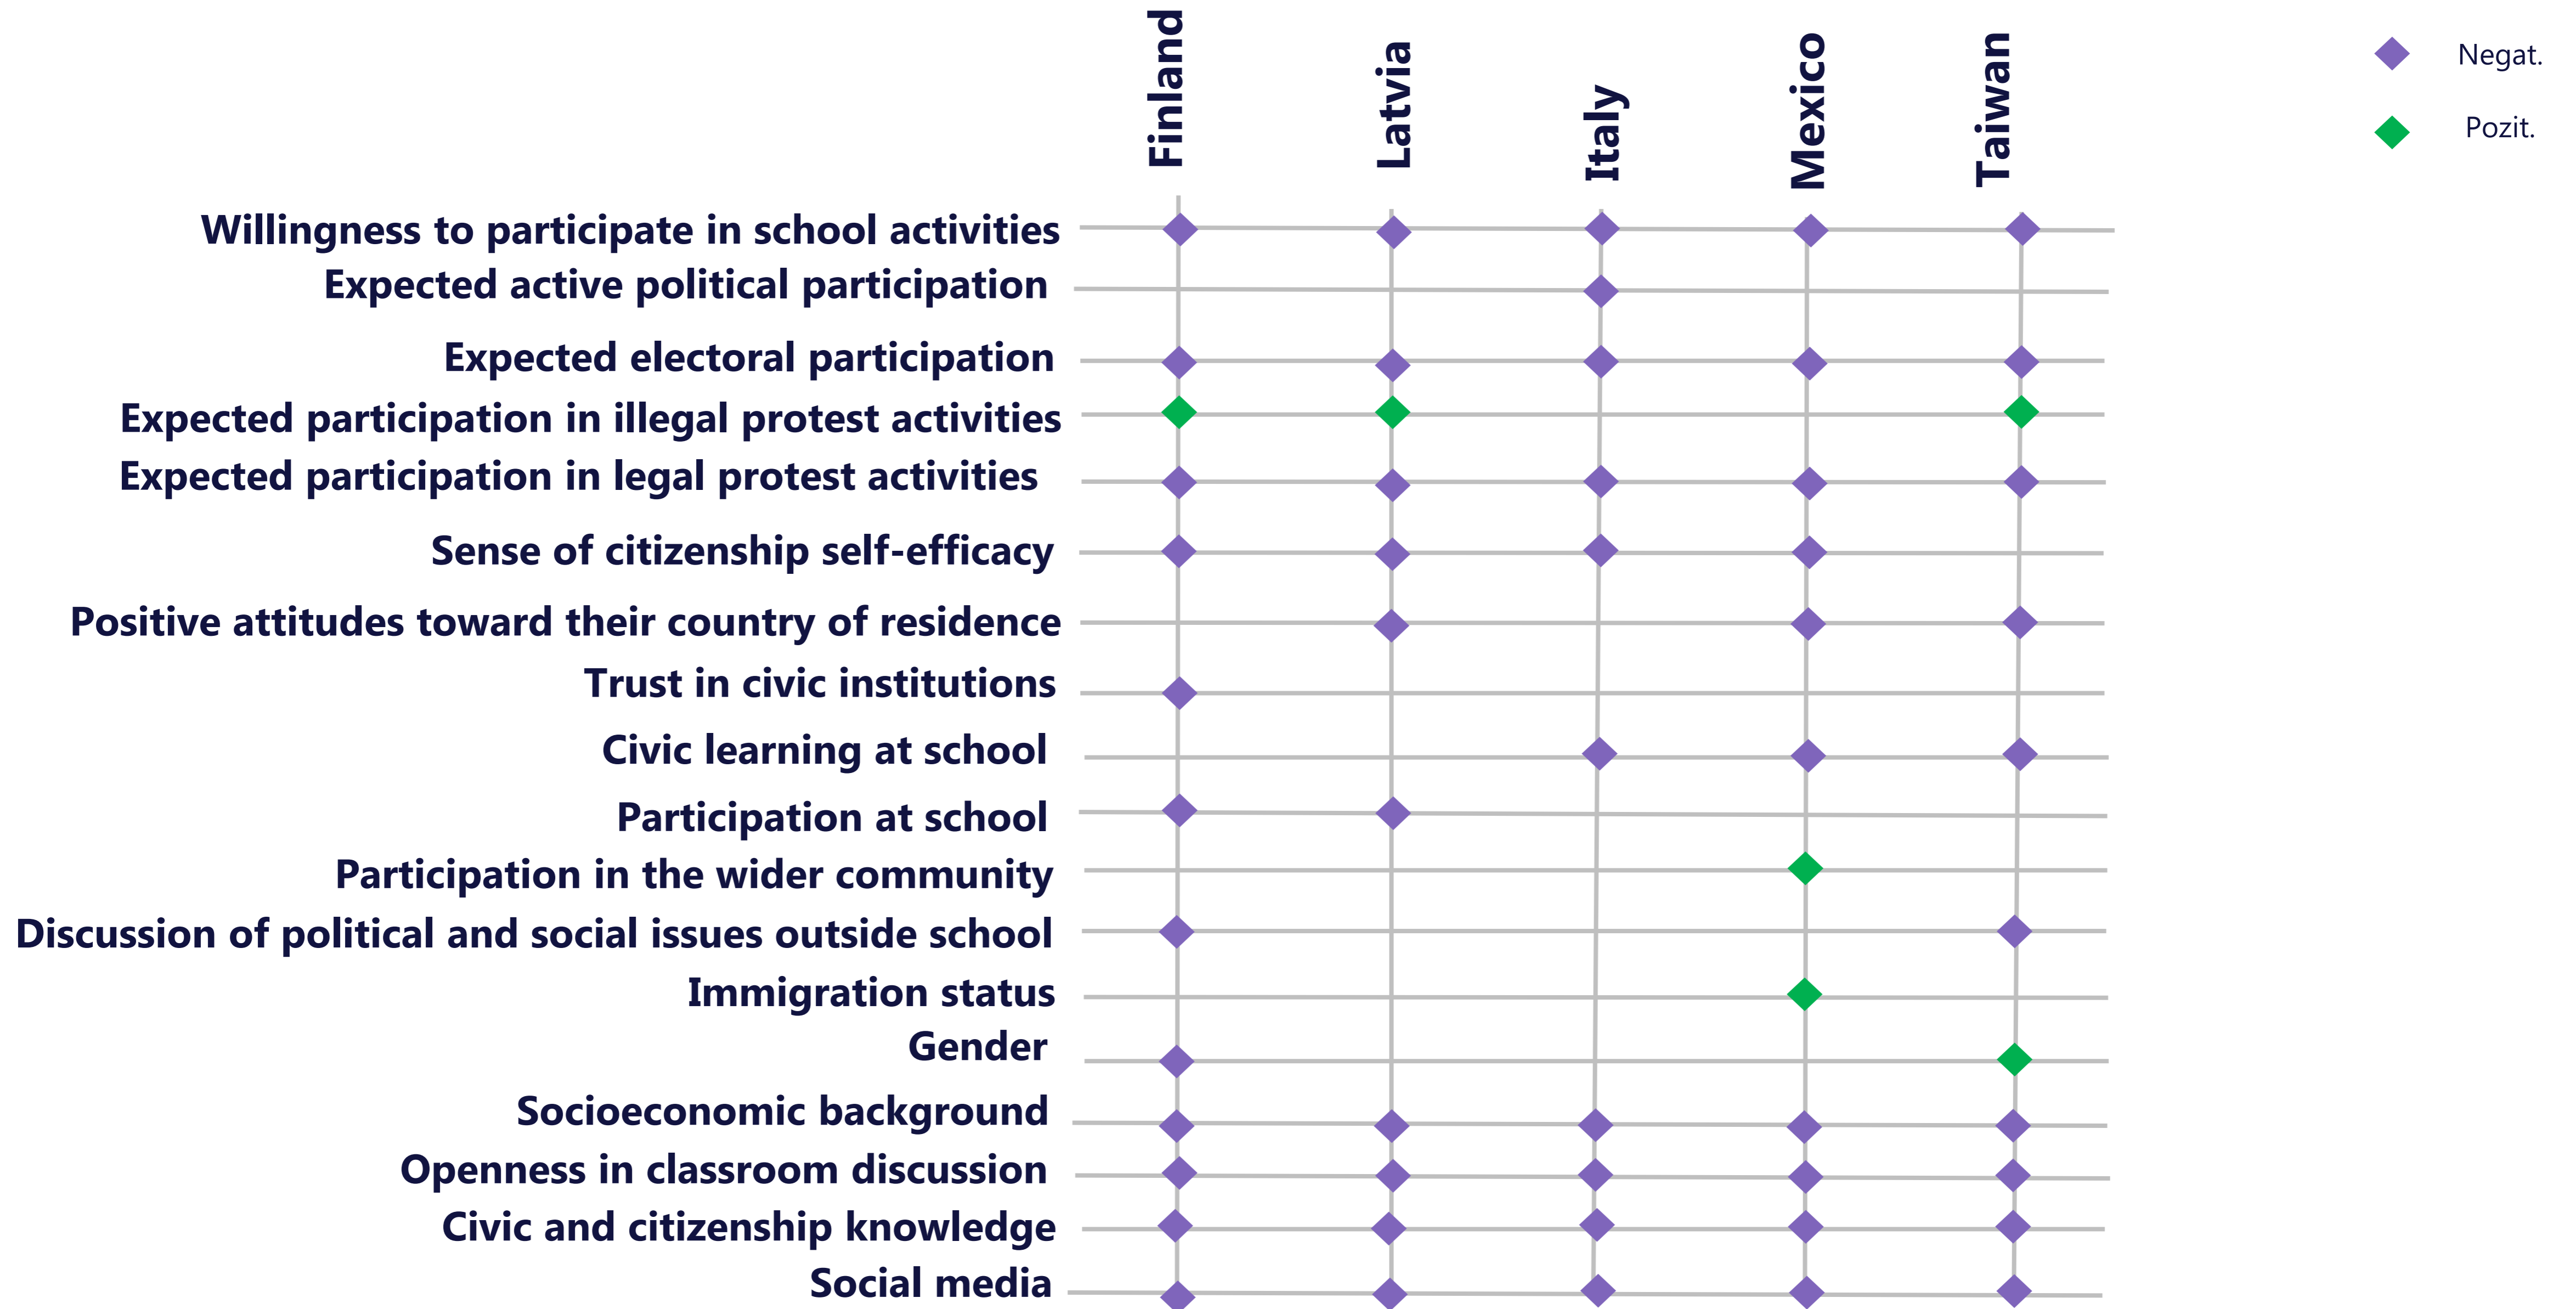 Finland
Latvia
Italy
Mexico
Taiwan
Negat.
Pozit.
Willingness to participate in school activities
Expected active political participation
Expected electoral participation
Expected participation in illegal protest activities
Expected participation in legal protest activities
Sense of citizenship self-efficacy
Positive attitudes toward their country of residence
Trust in civic institutions
Civic learning at school
Participation at school
Participation in the wider community
Discussion of political and social issues outside school
Immigration status
Gender
Socioeconomic background
Openness in classroom discussion
Civic and citizenship knowledge
Social media